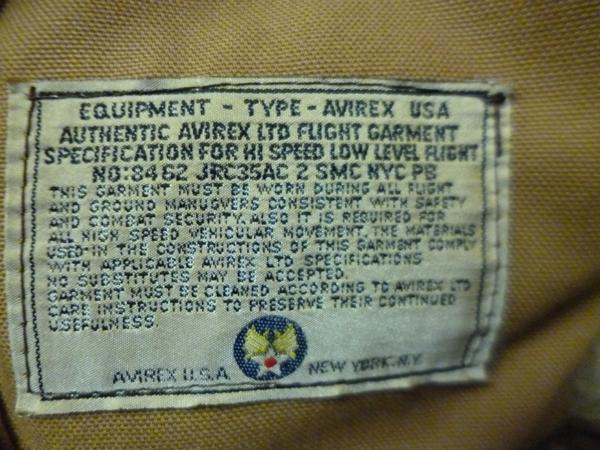 EQUIPMENT - TYPE - AVIREX USA
AUTHENTIC AVIREX LTD FLIGHT GARMENT
SPECIFICATION FOR HI SPEED LOW LEVEL FLIGHT
NO:8462 JRC35AC 2 SMC NYC PB
THIS GARMENT MUST BE WORN DURING ALL FLIGHT
AND GROUND MANUGVERS CONSISTENT WITH SAFETY
AND COMBAT SECURITY. ALSO IT IS REQUIRED FOR
ALL HIGH SPEED VEHICULAR MOVEMENT. THE MATERIALS
USED IN THE CONSTRUCTIONS OF THIS GARMENT COMPLY
WITH APPLICABLE AVIREX LTD SPECIFICATIONS
NO SUBSTITUTES MAY BE ACCEPTED.
GARMENT MUST BE CLEANED ACCORDING TO AVIREX LTD
CARE INSTRUCTIONS TO PRESERVE THEIR CONTINUED
USEFULNESS.
AVIREX U.S.A. NEW YORK. N.Y.